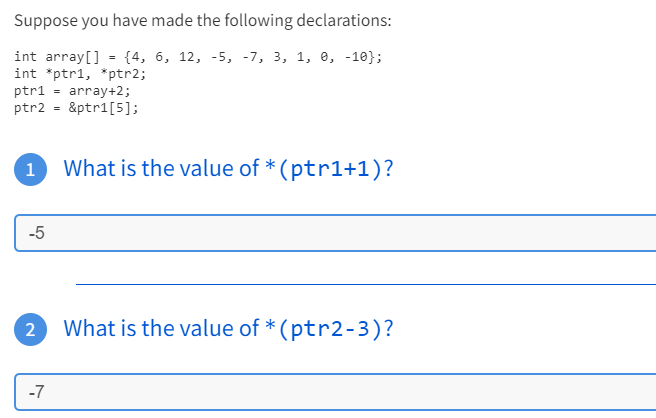 Suppose you have made the following declarations:
int array[] = {4, 6, 12, -5, -7, 3, 1, 0, -10};
int *ptr1, *ptr2;
ptr1 = array+2;
ptr2 = &ptr1[5];
1 What is the value of *(ptr1+1)?
-5
2 What is the value of *(ptr2-3)?
-7